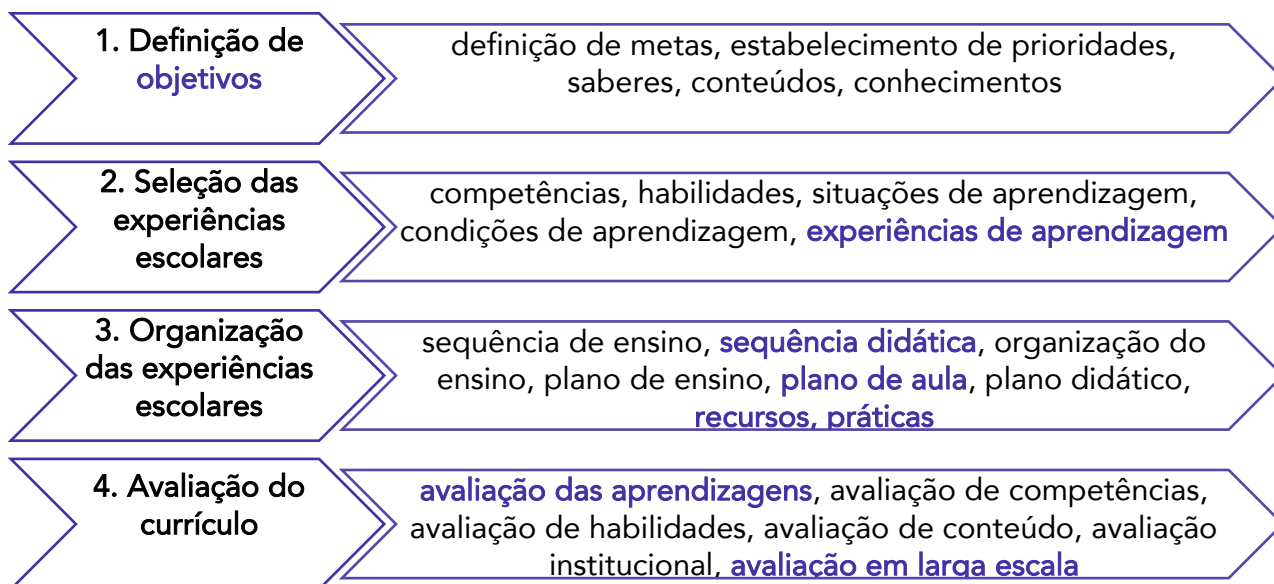 1. Definição de
objetivos
definição de metas, estabelecimento de prioridades,
saberes, conteúdos, conhecimentos
2. Seleção das
experiências
escolares
competências, habilidades, situações de aprendizagem,
condições de aprendizagem, experiências de aprendizagem
3. Organização
das experiências
escolares
sequência de ensino, sequência didática, organização do
ensino, plano de ensino, plano de aula, plano didático,
recursos, práticas
4. Avaliação do
currículo
avaliação das aprendizagens, avaliação de competências,
avaliação de habilidades, avaliação de conteúdo, avaliação
institucional, avaliação em larga escala